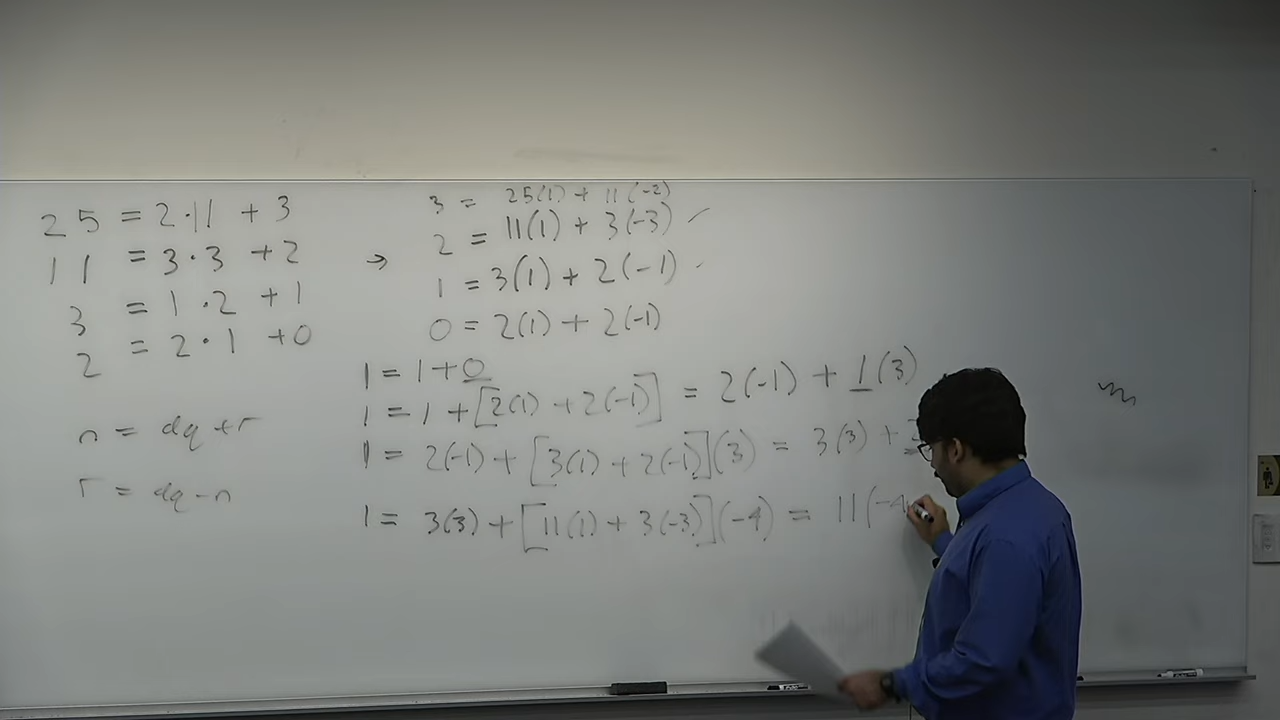 25 = 2·11 + 3
11 = 3·3 + 2
3 = 1·2 + 1
2 = 2·1 + 0
n = dq + r
r = dq - n
3 = 25(1) + 11(-2)
2 = 11(1) + 3(-3) ✓
→ 1 = 3(1) + 2(-1)
0 = 2(1) + 2(-1)
1 = 1 + 0
1 = 1 + [2(1) + 2(-1)] = 2(-1) + 1(3)
1 = 2(-1) + [3(1) + 2(-1)](3) = 3(3) +
1 = 3(3) + [11(1) + 3(-3)](-4) = 11(-4